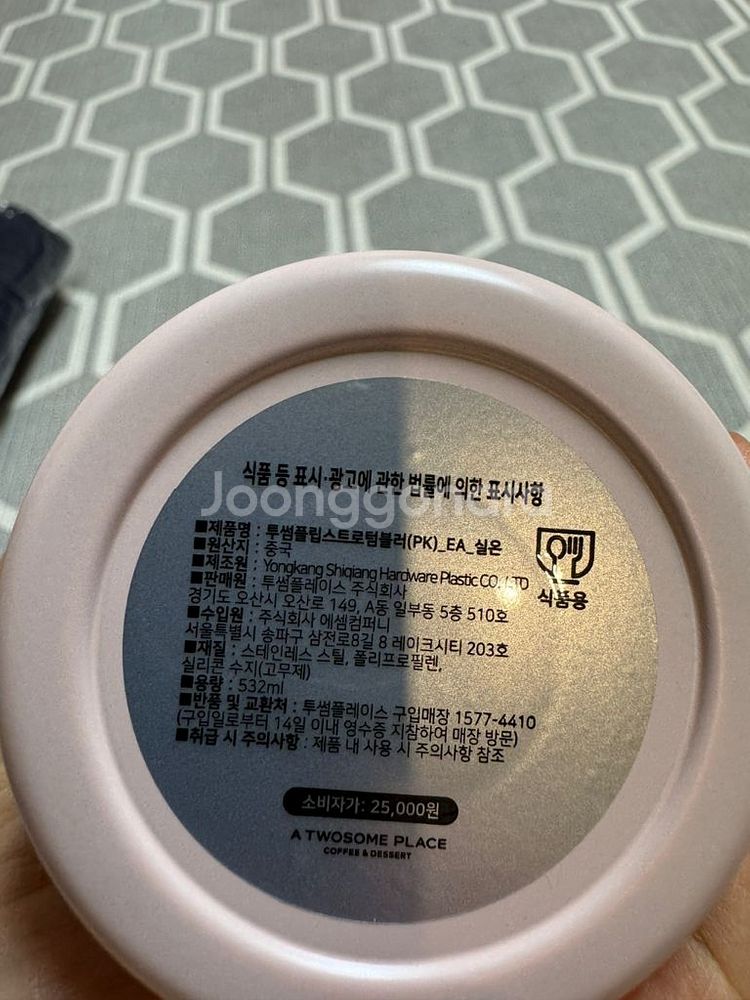 식품 등 표시·광고에 관한 법률에 의한 표시사항
Joonggonara
■제품명 : 투썸플립스트로텀블러(PK)_EA_실온
■원산지 : 중국
■제조원 : Yongkang Shiqiang Hardware Plastic CO., LTD
■판매원 : 투썸플레이스 주식회사
경기도 오산시 오산로 149, A동 일부동 5층 510호
■수입원 : 주식회사 에셈컴퍼니
서울특별시 송파구 삼전로8길 8 레이크시티 203호
■재질 : 스테인레스 스틸, 폴리프로필렌,
실리콘 수지(고무제)
■용량 : 532ml
■반품 및 교환처 : 투썸플레이스 구입매장 1577-4410
(구입일로부터 14일 이내 영수증 지참하여 매장 방문)
■취급 시 주의사항 : 제품 내 사용 시 주의사항 참조
식품용
소비자가: 25,000원
A TWOSOME PLACE
COFFEE & DESSERT